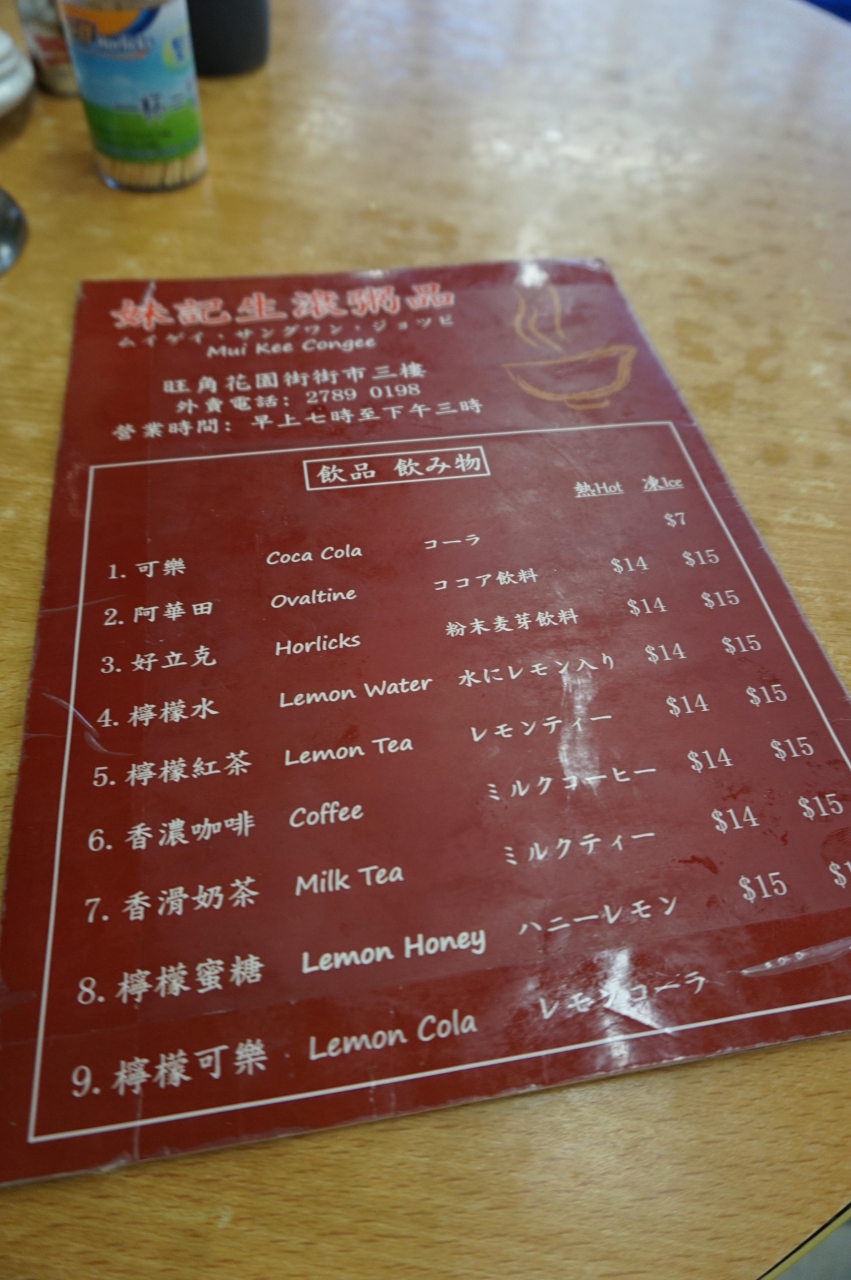 Horlicks
妹記生滾粥品
ムイゲイ・サングワン・ジョツピ
Mui Kee Congee
旺角花園街街市三樓
外賣電話: 2789 0198
營業時間: 早上七時至下午三時
飲品 飲み物
熱Hot 凍Ice
1. 可樂 Coca Cola コーラ $7
2. 阿華田 Ovaltine ココア飲料 $14 $15
3. 好立克 Horlicks 粉末麦芽飲料 $14 $15
4. 檸檬水 Lemon Water 水にレモン入り $14 $15
5. 檸檬紅茶 Lemon Tea レモンティー $14 $15
6. 香濃咖啡 Coffee ミルクコーヒー $14 $15
7. 香滑奶茶 Milk Tea ミルクティー $14 $15
8. 檸檬蜜糖 Lemon Honey ハニーレモン $15
9. 檸檬可樂 Lemon Cola レモンコーラ